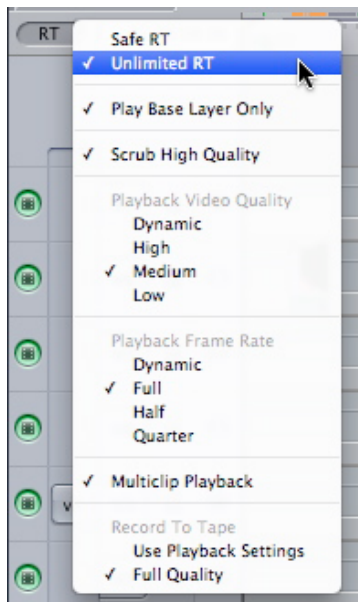 RT
Safe RT
✓ Unlimited RT
✓ Play Base Layer Only
✓ Scrub High Quality
Playback Video Quality
Dynamic
High
✓ Medium
Low
Playback Frame Rate
Dynamic
✓ Full
Half
Quarter
✓ Multiclip Playback
Record To Tape
Use Playback Settings
✓ Full Quality
v